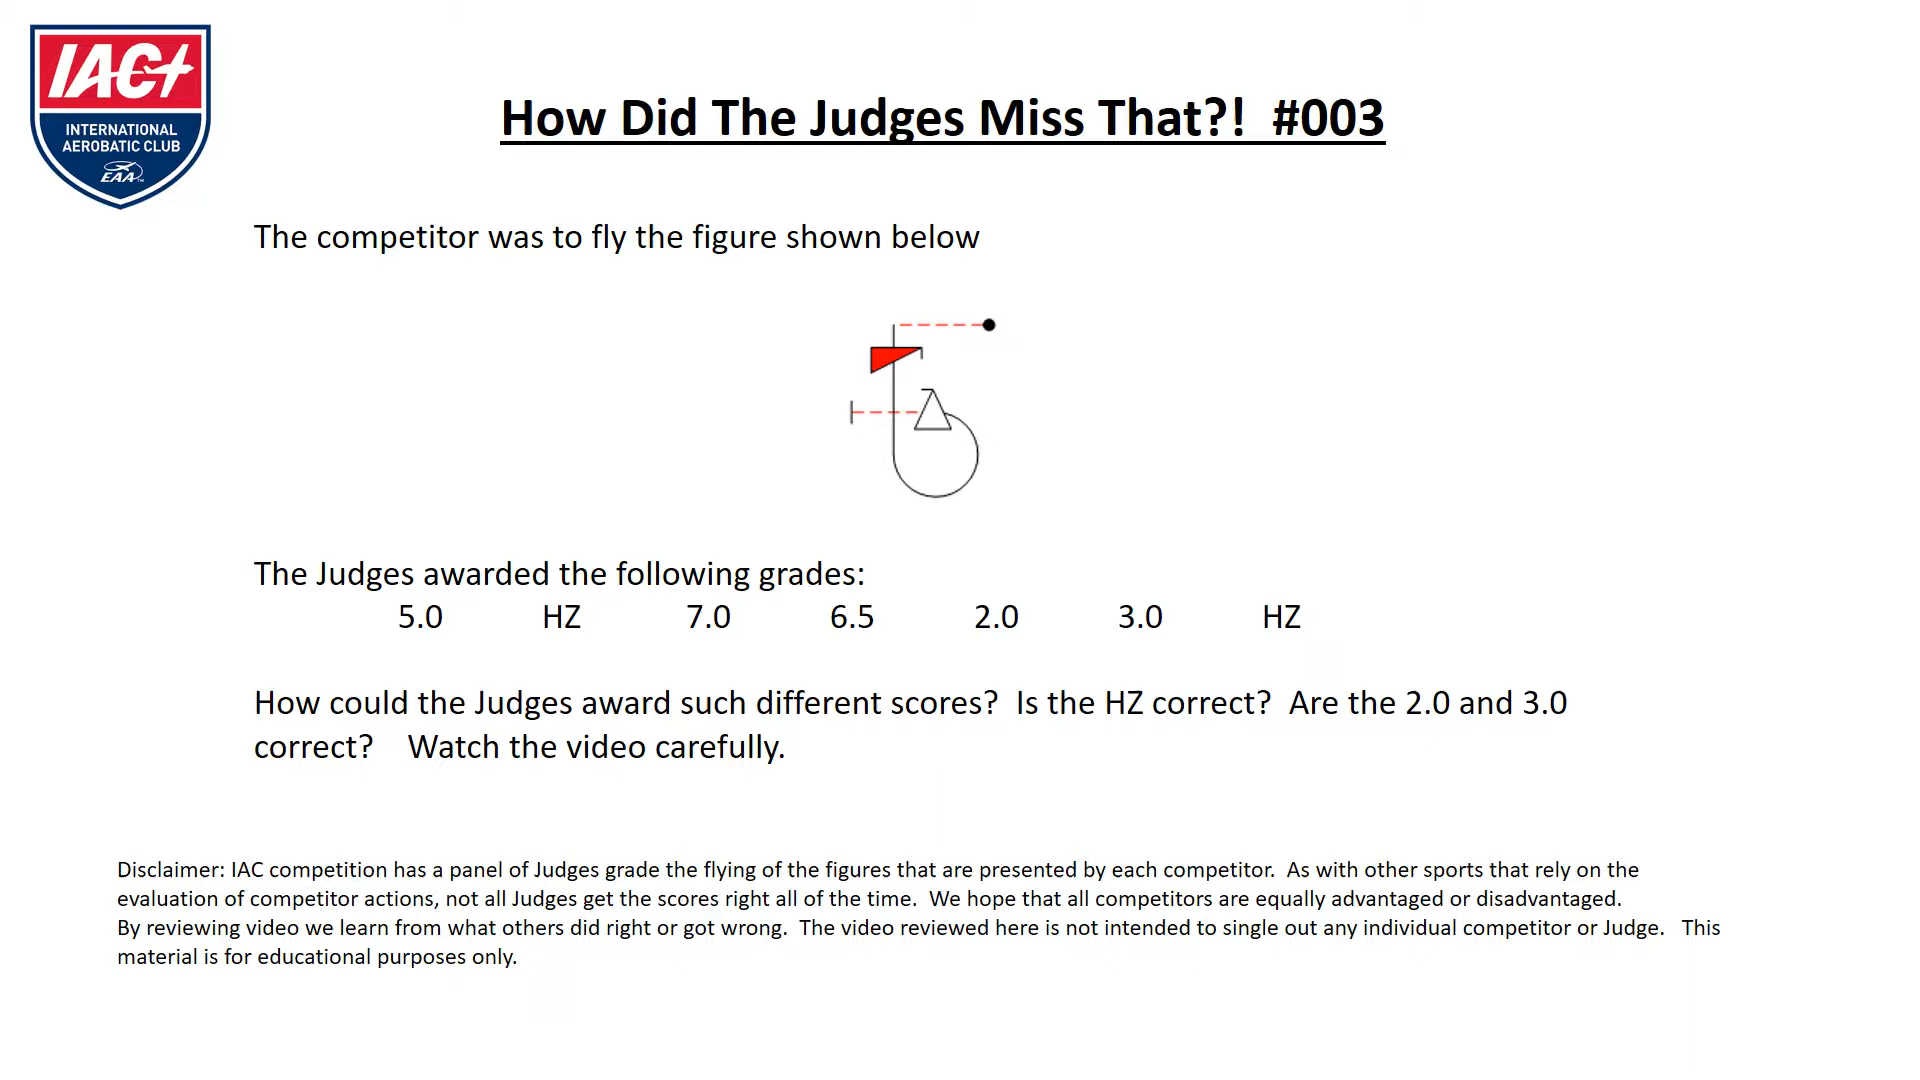 IAC
INTERNATIONAL
AEROBATIC CLUB
EAA
How Did The Judges Miss That?!  #003
The competitor was to fly the figure shown below
The Judges awarded the following grades:
5.0 HZ 7.0 6.5 2.0 3.0 HZ
How could the Judges award such different scores?  Is the HZ correct?  Are the 2.0 and 3.0
correct?    Watch the video carefully.
Disclaimer: IAC competition has a panel of Judges grade the flying of the figures that are presented by each competitor.  As with other sports that rely on the
evaluation of competitor actions, not all Judges get the scores right all of the time.  We hope that all competitors are equally advantaged or disadvantaged.
By reviewing video we learn from what others did right or got wrong.  The video reviewed here is not intended to single out any individual competitor or Judge.   This
material is for educational purposes only.